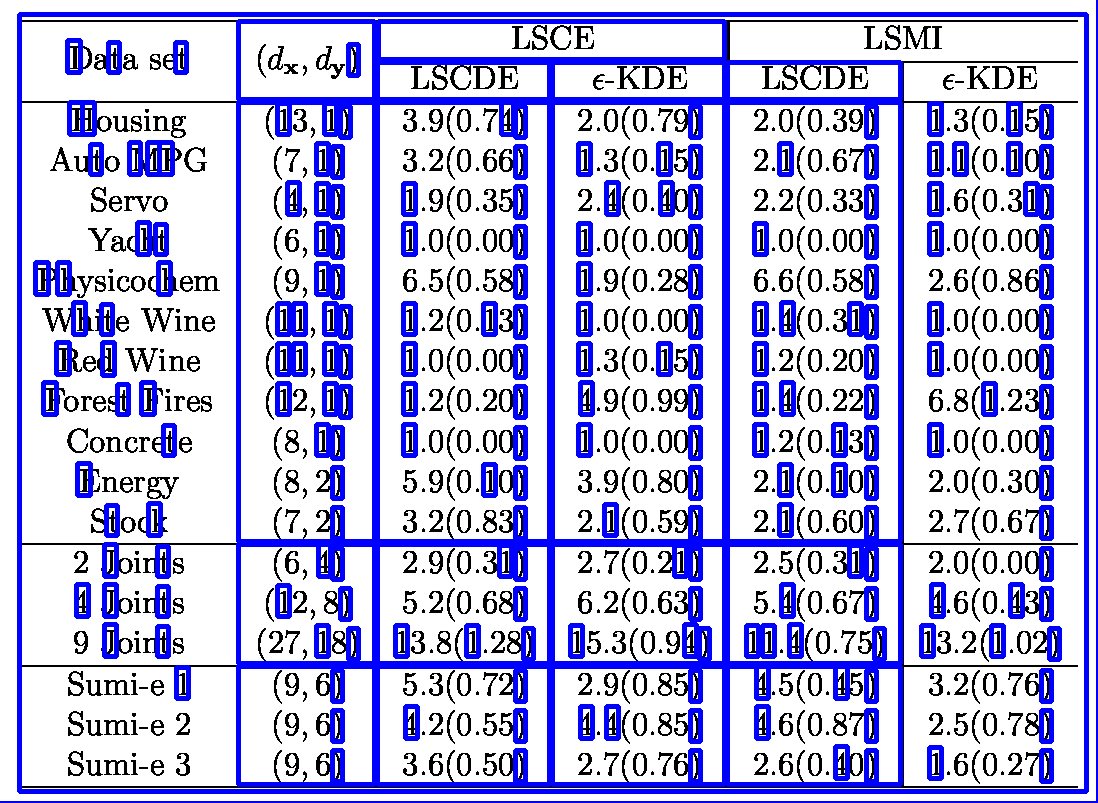 Data set (dx, dy) LSCE LSMI
LSCDE ϵ-KDE LSCDE ϵ-KDE
Housing (13, 1) 3.9(0.74) 2.0(0.79) 2.0(0.39) 1.3(0.15)
Auto MPG (7, 1) 3.2(0.66) 1.3(0.15) 2.1(0.67) 1.1(0.10)
Servo (4, 1) 1.9(0.35) 2.4(0.40) 2.2(0.33) 1.6(0.31)
Yacht (6, 1) 1.0(0.00) 1.0(0.00) 1.0(0.00) 1.0(0.00)
Physicochem (9, 1) 6.5(0.58) 1.9(0.28) 6.6(0.58) 2.6(0.86)
White Wine (11, 1) 1.2(0.13) 1.0(0.00) 1.4(0.31) 1.0(0.00)
Red Wine (11, 1) 1.0(0.00) 1.3(0.15) 1.2(0.20) 1.0(0.00)
Forest Fires (12, 1) 1.2(0.20) 4.9(0.99) 1.4(0.22) 6.8(1.23)
Concrete (8, 1) 1.0(0.00) 1.0(0.00) 1.2(0.13) 1.0(0.00)
Energy (8, 2) 5.9(0.10) 3.9(0.80) 2.1(0.10) 2.0(0.30)
Stock (7, 2) 3.2(0.83) 2.1(0.59) 2.1(0.60) 2.7(0.67)
2 Joints (6, 4) 2.9(0.31) 2.7(0.21) 2.5(0.31) 2.0(0.00)
4 Joints (12, 8) 5.2(0.68) 6.2(0.63) 5.4(0.67) 4.6(0.43)
9 Joints (27, 18) 13.8(1.28) 15.3(0.94) 11.4(0.75) 13.2(1.02)
Sumi-e 1 (9, 6) 5.3(0.72) 2.9(0.85) 4.5(0.45) 3.2(0.76)
Sumi-e 2 (9, 6) 4.2(0.55) 4.4(0.85) 4.6(0.87) 2.5(0.78)
Sumi-e 3 (9, 6) 3.6(0.50) 2.7(0.76) 2.6(0.40) 1.6(0.27)